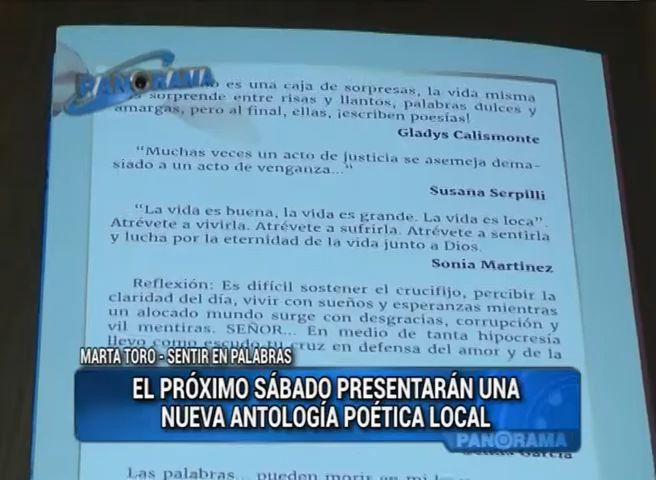 PANORAMA
es una caja de sorpresas, la vida misma
sorprende entre risas y llantos, palabras dulces y
amargas, pero al final, ellas, ¡escriben poesías!
Gladys Calismonte
"Muchas veces un acto de justicia se asemeja dema-
siado a un acto de venganza..."
Susana Serpilli
"La vida es buena, la vida es grande. La vida es loca".
Atrévete a vivirla. Atrévete a sufrirla. Atrévete a sentirla
y lucha por la eternidad de la vida junto a Dios.
Sonia Martinez
Reflexión: Es difícil sostener el crucifijo, percibir la
claridad del día, vivir con sueños y esperanzas mientras
un alocado mundo surge con desgracias, corrupción y
vil mentiras. SEÑOR... En medio de tanta hipocresía
llevo como escudo tu cruz en defensa del amor y de la
MARTA TORO - SENTIR EN PALABRAS
EL PRÓXIMO SÁBADO PRESENTARÁN UNA
NUEVA ANTOLOGÍA POÉTICA LOCAL
PANORAMA
García
Las palabras... pueden morir en mi